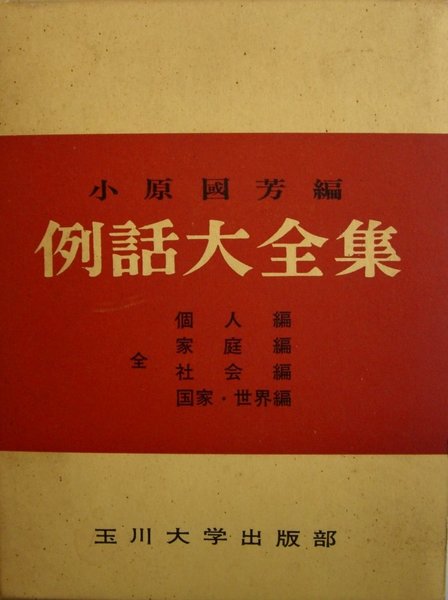 小原國芳編
例話大全集
個人編
家庭編
全
社会編
国家・世界編
玉川大学出版部